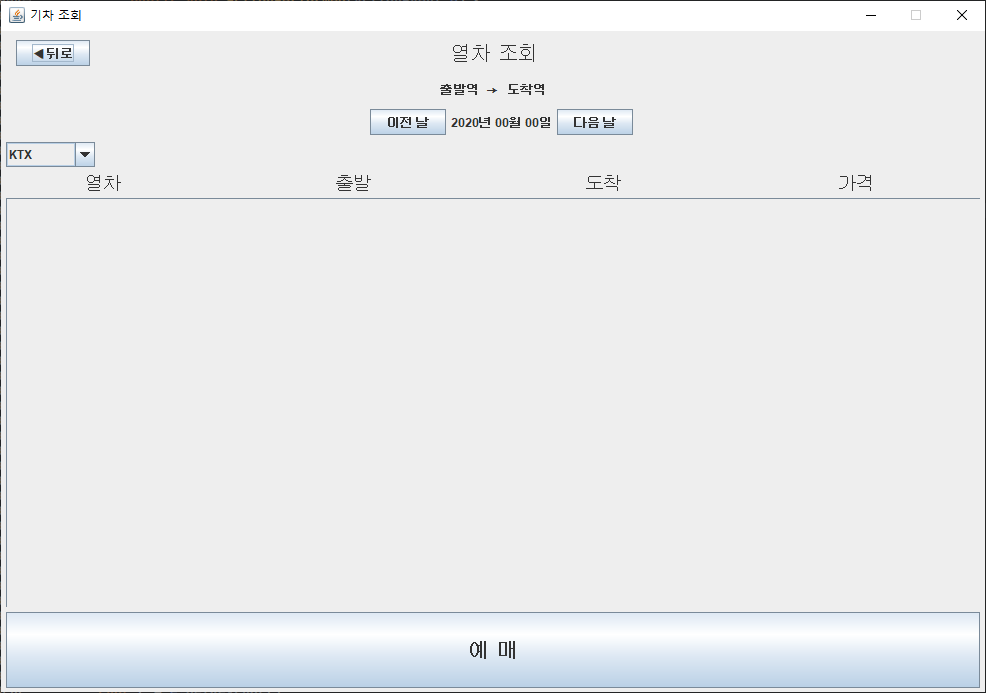 기차 조회
◀뒤로
열차 조회
출발역 → 도착역
이전 날 2020년 00월 00일 다음 날
KTX
열차 출발 도착 가격
예 매